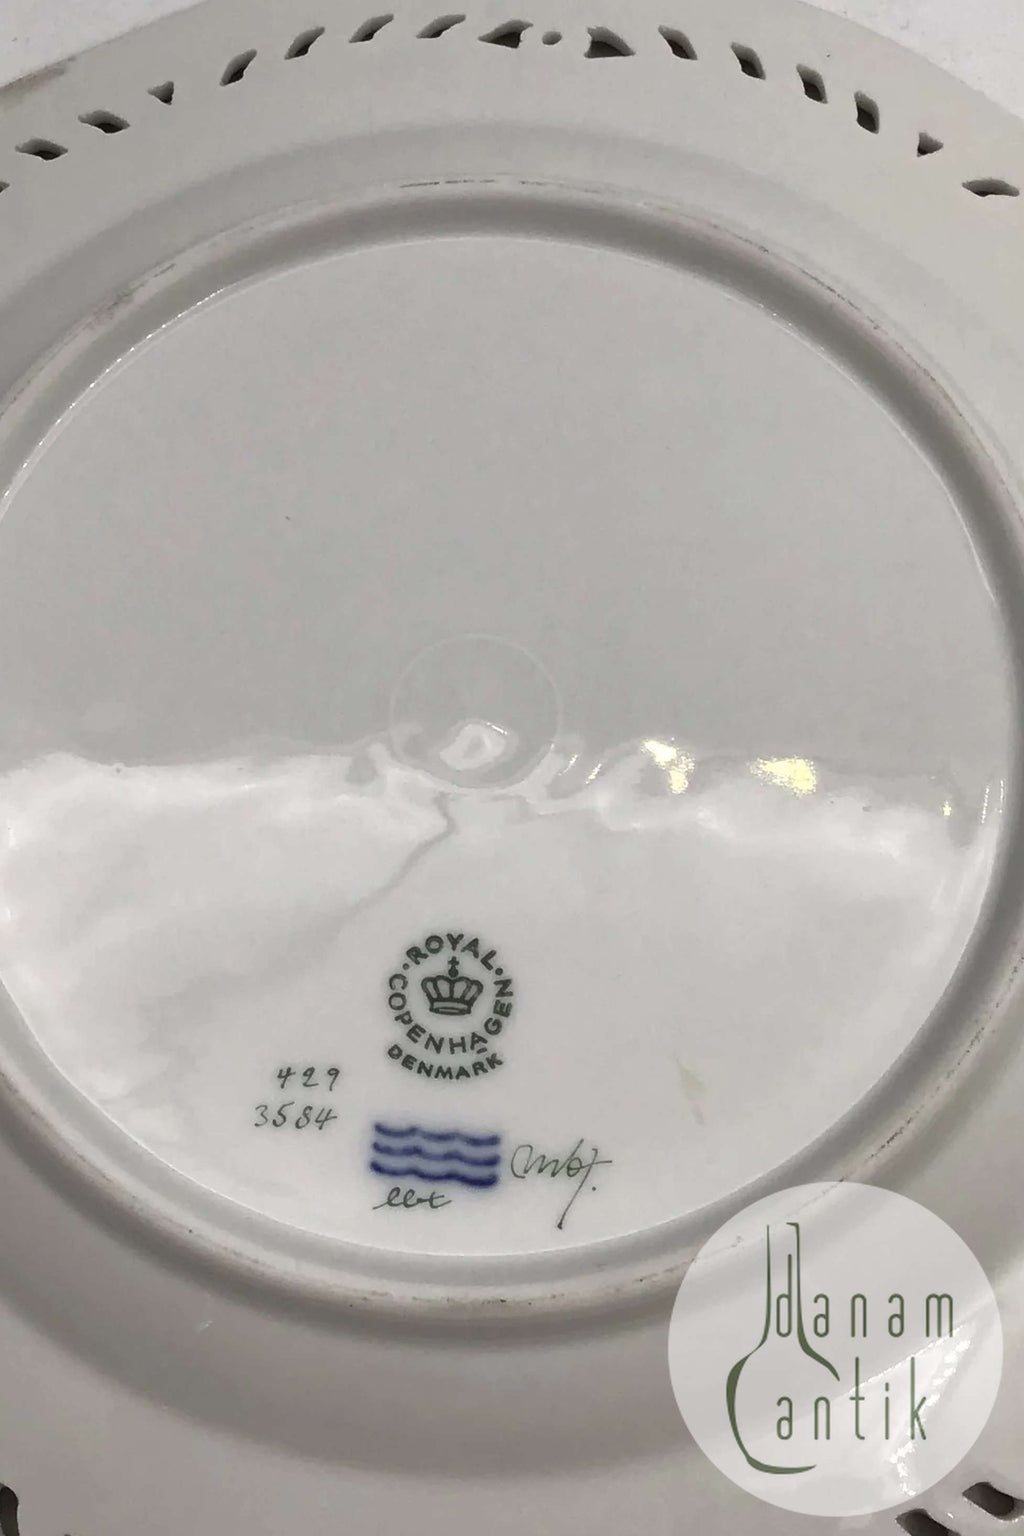 ROYAL
COPENHAGEN
DENMARK
429
3584
danam
antik